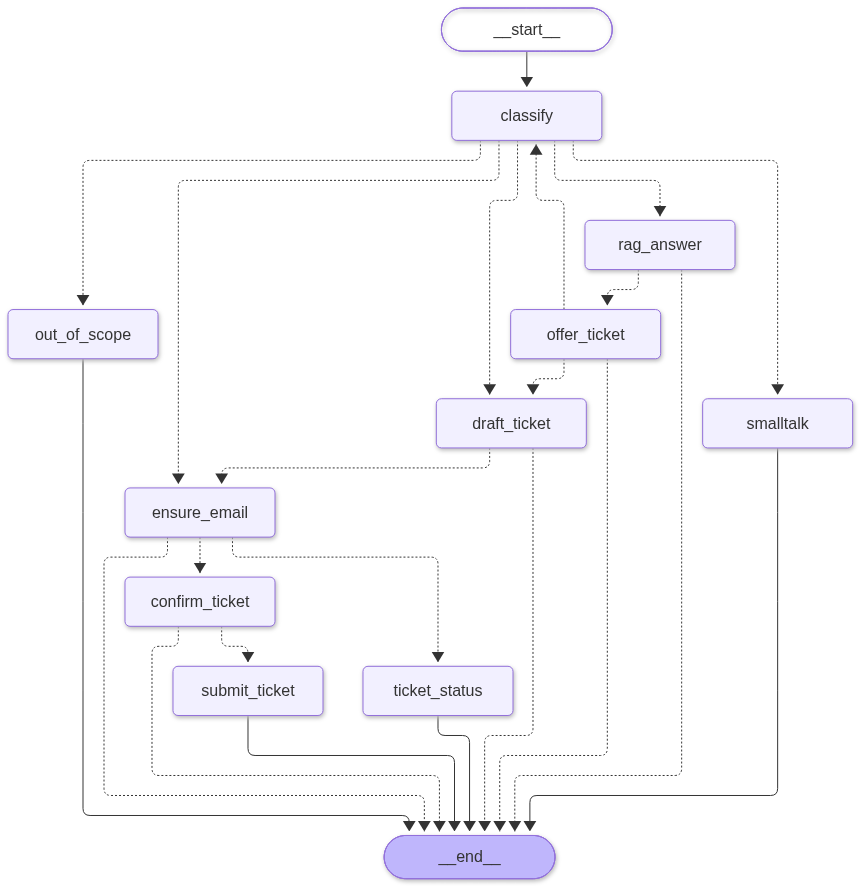 __start__
classify
rag_answer
out_of_scope
offer_ticket
draft_ticket
smalltalk
ensure_email
confirm_ticket
submit_ticket
ticket_status
__end__